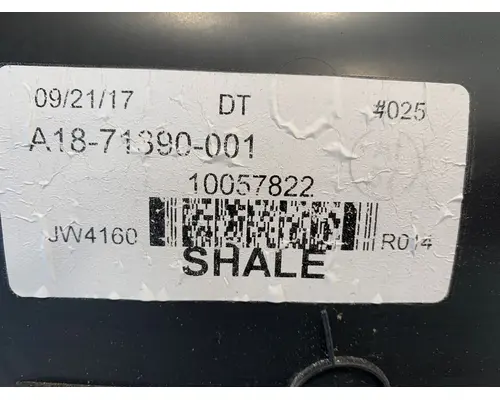 09/21/17 DT #025
A18-71390-001
10057822
JW4160 R014
SHALE